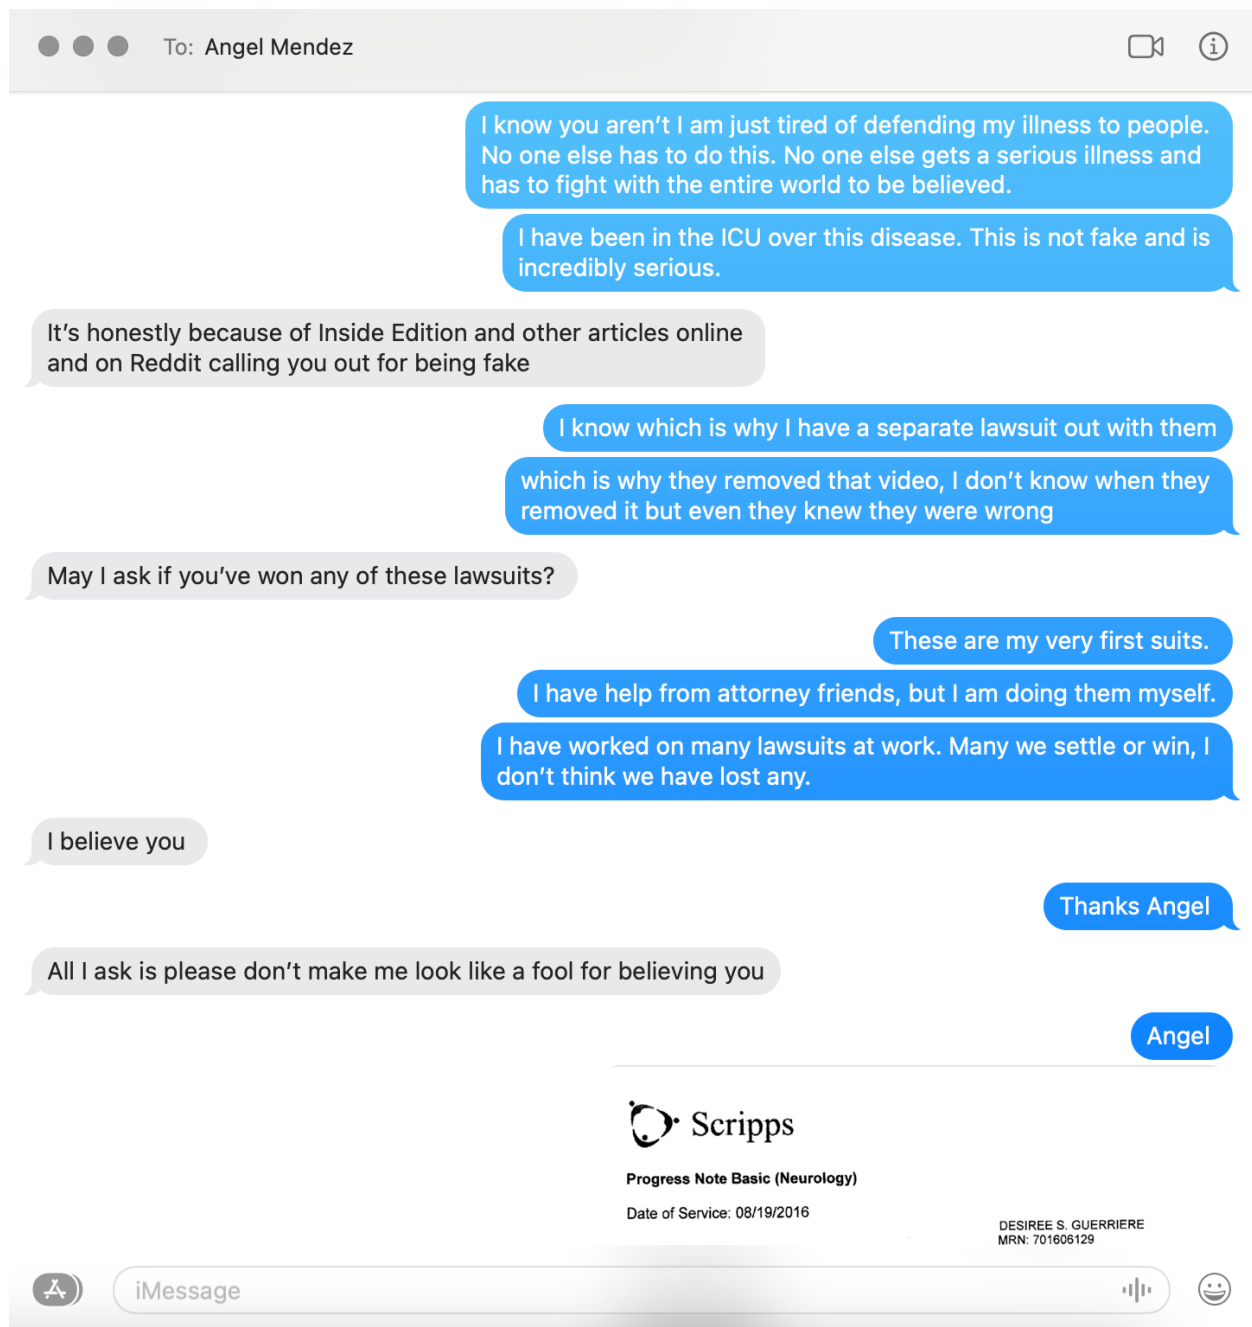 To: Angel Mendez
I know you aren’t I am just tired of defending my illness to people.
No one else has to do this. No one else gets a serious illness and
has to fight with the entire world to be believed.
I have been in the ICU over this disease. This is not fake and is
incredibly serious.
It’s honestly because of Inside Edition and other articles online
and on Reddit calling you out for being fake
I know which is why I have a separate lawsuit out with them
which is why they removed that video, I don’t know when they
removed it but even they knew they were wrong
May I ask if you’ve won any of these lawsuits?
These are my very first suits.
I have help from attorney friends, but I am doing them myself.
I have worked on many lawsuits at work. Many we settle or win, I
don’t think we have lost any.
I believe you
Thanks Angel
All I ask is please don’t make me look like a fool for believing you
Angel
Scripps
Progress Note Basic (Neurology)
Date of Service: 08/19/2016
DESIREE S. GUERRIERE
MRN: 701606129
iMessage